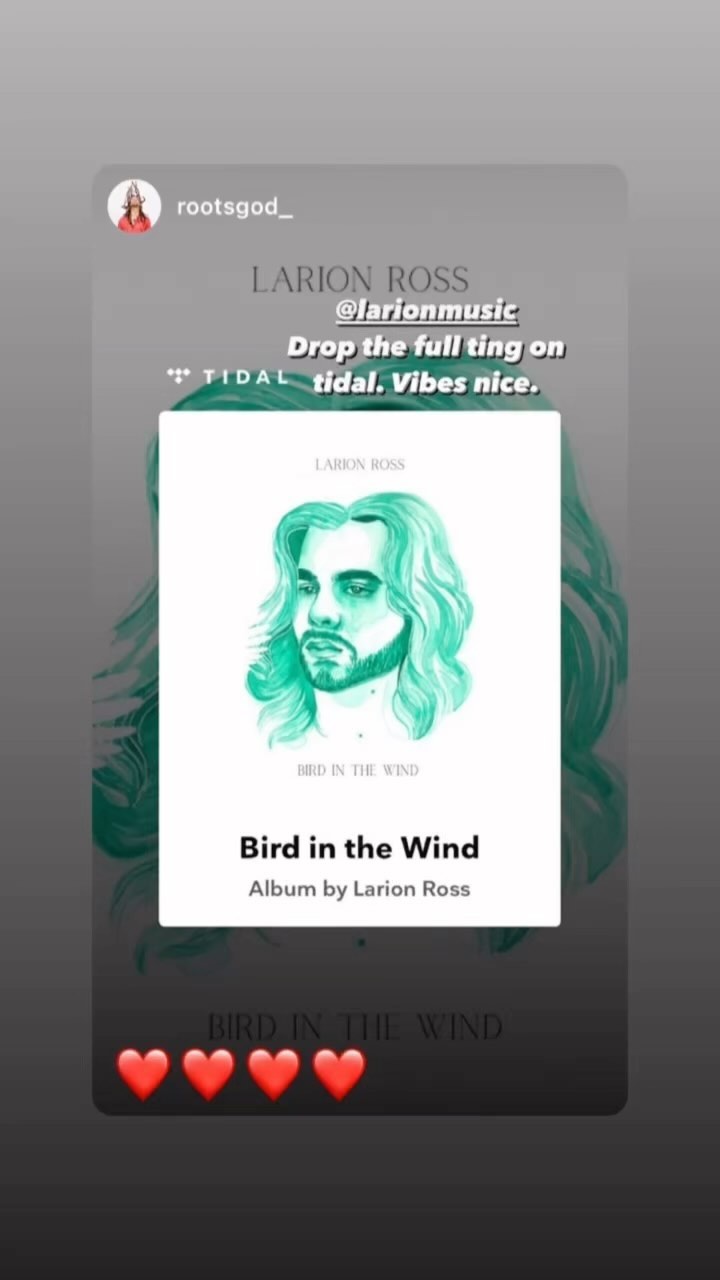 rootsgod_
LARION ROSS
@larionmusic
Drop the full ting on
TIDAL tidal. Vibes nice.
LARION ROSS
BIRD IN THE WIND
Bird in the Wind
Album by Larion Ross
BIRD IN THE WIND